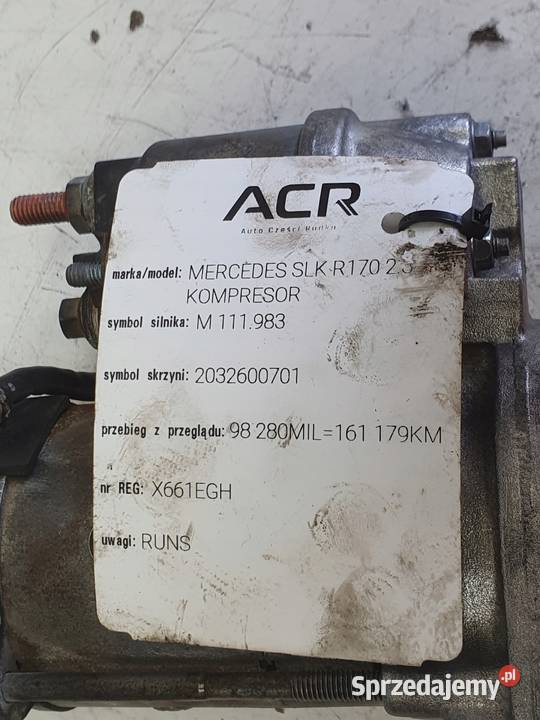 ACR
Auto Części Rudka
marka/model: MERCEDES SLK R170 2.3
KOMPRESOR
symbol silnika: M 111.983
symbol skrzyni: 2032600701
przebieg z przeglądu: 98 280MIL=161 179KM
nr REG: X661EGH
uwagi: RUNS
Sprzedajemy.pl